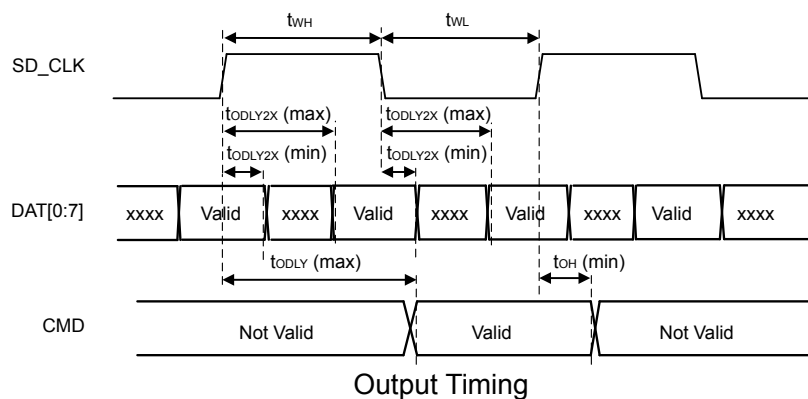 tWH tWL
SD_CLK
tODLY2X (max) tODLY2X (max)
tODLY2X (min) tODLY2X (min)
DAT[0:7] xxxx Valid xxxx Valid xxxx Valid xxxx Valid xxxx
tODLY (max) tOH (min)
CMD Not Valid Valid Not Valid
Output Timing